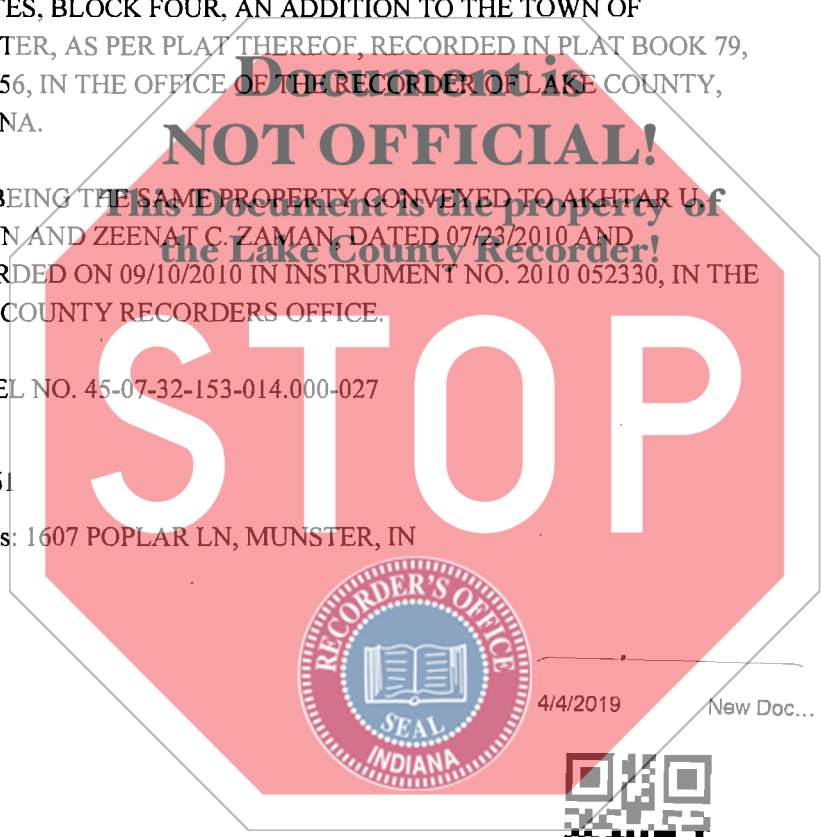 TES, BLOCK FOUR, AN ADDITION TO THE TOWN OF
TER, AS PER PLAT THEREOF, RECORDED IN PLAT BOOK 79,
56, IN THE OFFICE OF THE RECORDER OF LAKE COUNTY,
NA.
Document is
NOT OFFICIAL!
This Document is the property of
the Lake County Recorder!
BEING THE SAME PROPERTY CONVEYED TO AKHTAR U.
N AND ZEENAT C. ZAMAN, DATED 07/23/2010 AND
RDED ON 09/10/2010 IN INSTRUMENT NO. 2010 052330, IN THE
COUNTY RECORDERS OFFICE.
STOP
EL NO. 45-07-32-153-014.000-027
51
s: 1607 POPLAR LN, MUNSTER, IN
RECORDER'S OFFICE
SEAL
INDIANA
4/4/2019 New Doc...